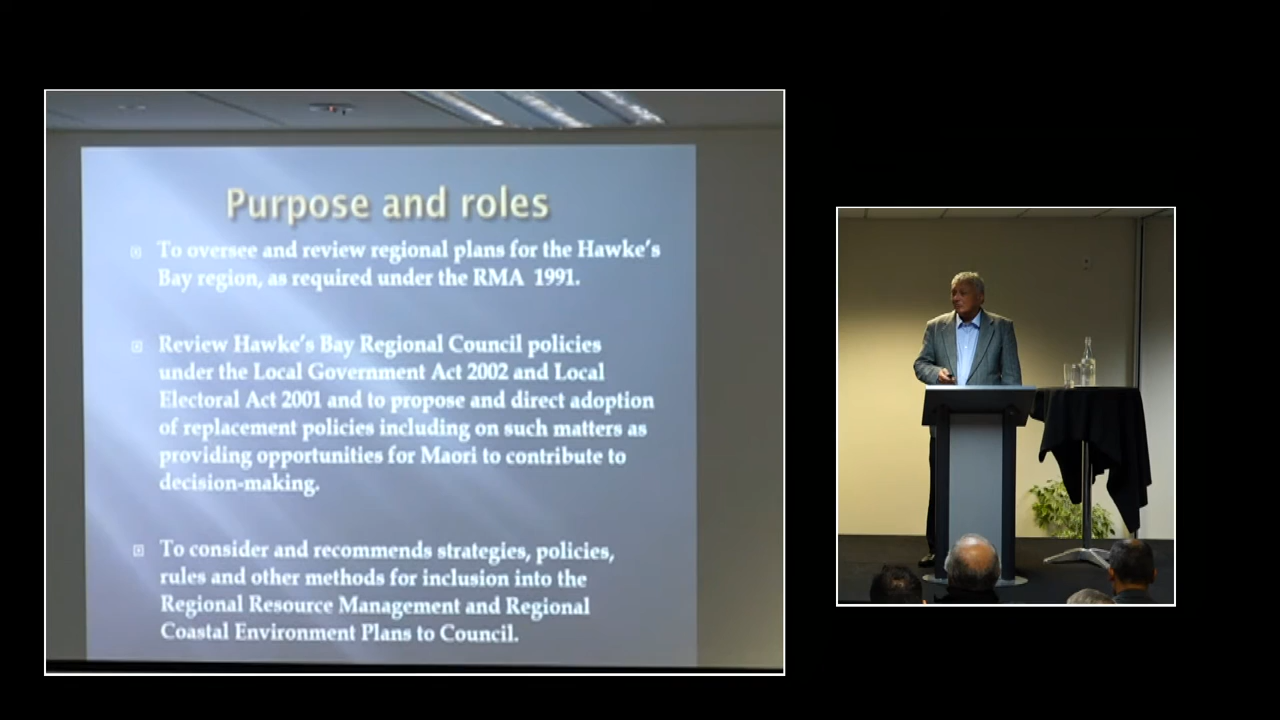 Purpose and roles
To oversee and review regional plans for the Hawke's
Bay region, as required under the RMA 1991.
Review Hawke's Bay Regional Council policies
under the Local Government Act 2002 and Local
Electoral Act 2001 and to propose and direct adoption
of replacement policies including on such matters as
providing opportunities for Maori to contribute to
decision-making.
To consider and recommends strategies, policies,
rules and other methods for inclusion into the
Regional Resource Management and Regional
Coastal Environment Plans to Council.